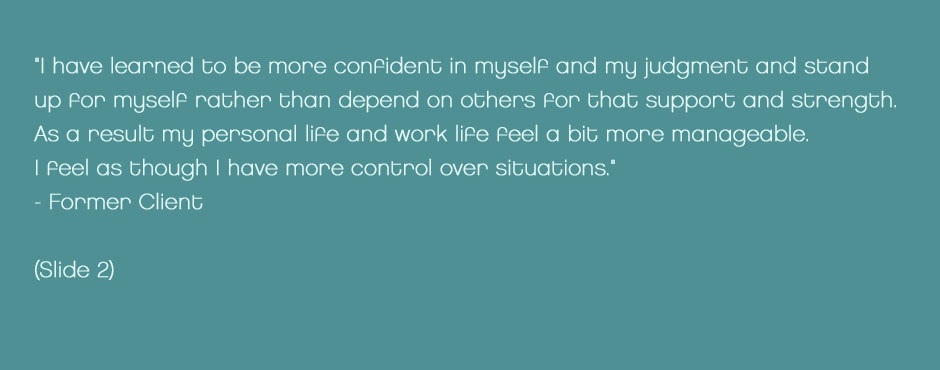 "I have learned to be more confident in myself and my judgment and stand
up for myself rather than depend on others for that support and strength.
As a result my personal life and work life feel a bit more manageable.
I feel as though I have more control over situations."
- Former Client
(Slide 2)